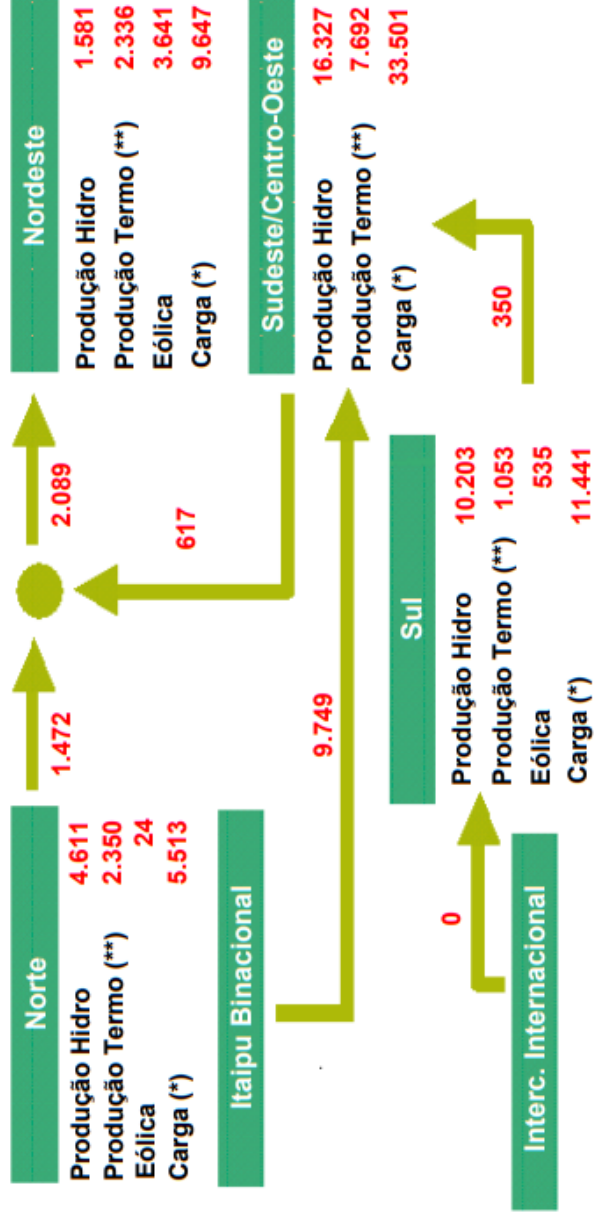 Norte
Produção Hidro 4.611
Produção Termo (**) 2.350
Eólica 24
Carga (*) 5.513
1.472
2.089
Nordeste
Produção Hidro 1.581
Produção Termo (**) 2.336
Eólica 3.641
Carga (*) 9.647
617
Itaipu Binacional
9.749
Sudeste/Centro-Oeste
Produção Hidro 16.327
Produção Termo (**) 7.692
Carga (*) 33.501
Sul
Produção Hidro 10.203
Produção Termo (**) 1.053
Eólica 535
Carga (*) 11.441
350
0
Interc. Internacional